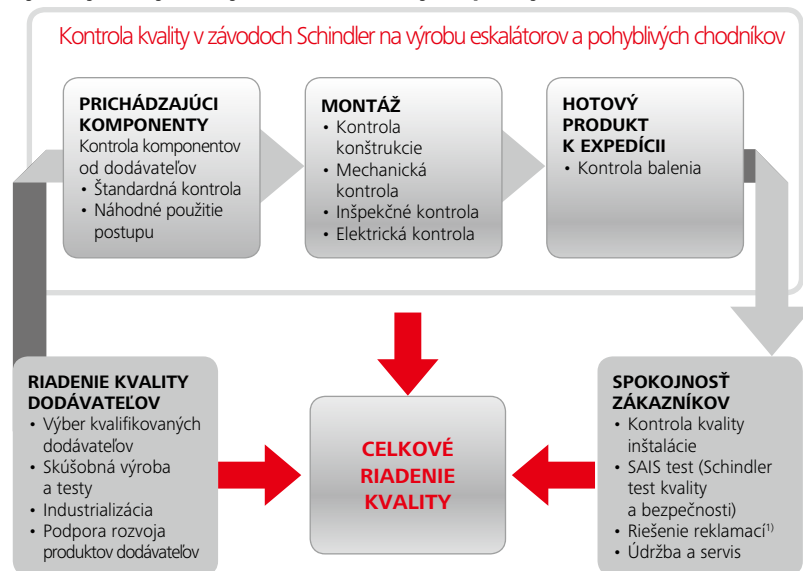 Kontrola kvality v závodoch Schindler na výrobu eskalátorov a pohyblivých chodníkov
PRICHÁDZAJÚCI
KOMPONENTY
Kontrola komponentov
od dodávateľov
• Štandardná kontrola
• Náhodné použitie
postupu
MONTÁŽ
• Kontrola
konštrukcie
• Mechanická
kontrola
• Inšpekčné kontrola
• Elektrická kontrola
HOTOVÝ
PRODUKT
K EXPEDÍCII
• Kontrola balenia
RIADENIE KVALITY
DODÁVATEĽOV
• Výber kvalifikovaných
dodávateľov
• Skúšobná výroba
a testy
• Industrializácia
• Podpora rozvoja
produktov dodávateľov
CELKOVÉ
RIADENIE
KVALITY
SPOKOJNOSŤ
ZÁKAZNÍKOV
• Kontrola kvality
inštalácie
• SAIS test (Schindler
test kvality
a bezpečnosti)
• Riešenie reklamací¹⁾
• Údržba a servis